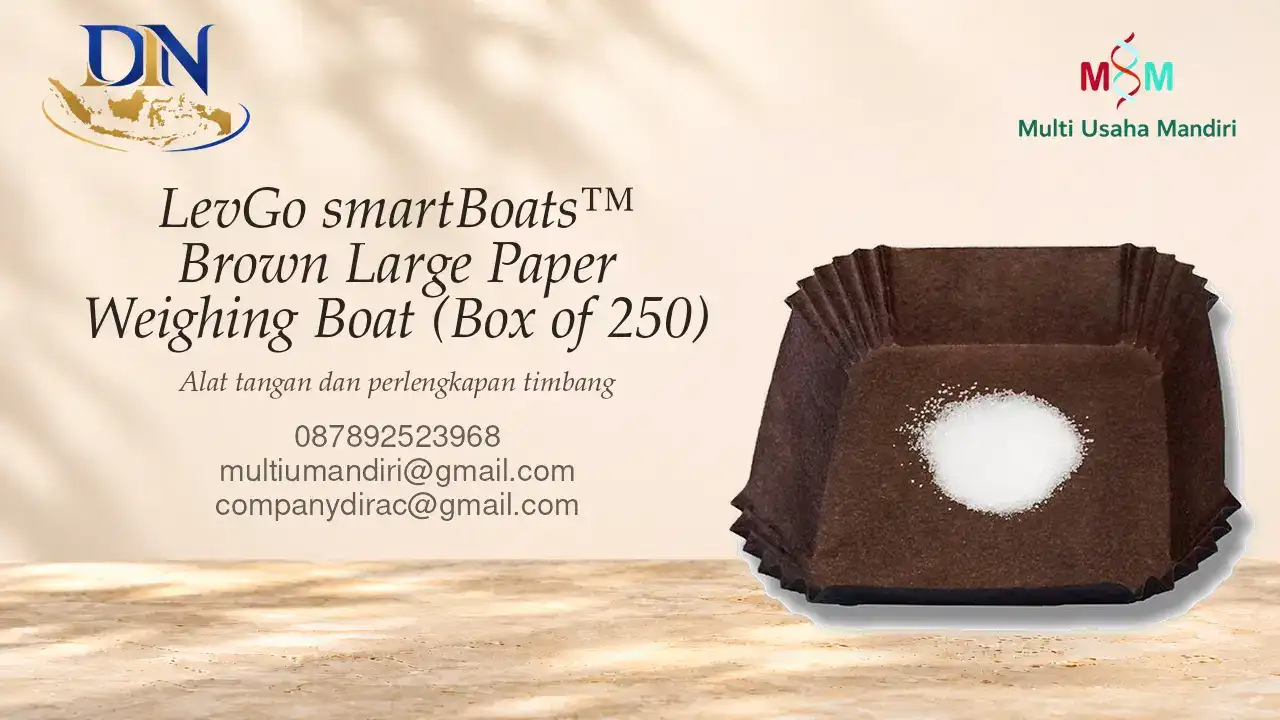 DIN
M M
Multi Usaha Mandiri
LevGo smartBoats™
Brown Large Paper
Weighing Boat (Box of 250)
Alat tangan dan perlengkapan timbang
087892523968
multiumandiri@gmail.com
companydirac@gmail.com